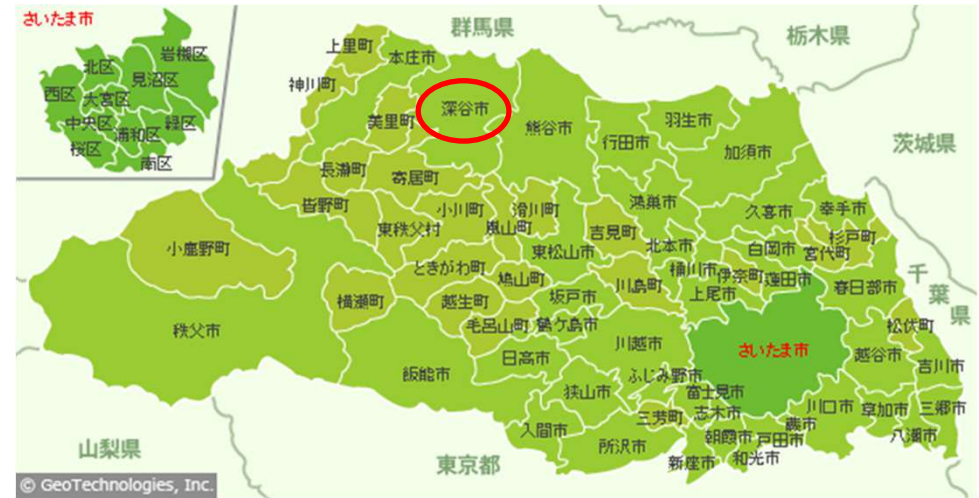 さいたま市
岩槻区
北区
見沼区
西区
大宮区
中央区
緑区
浦和区
桜区
南区
群馬県
栃木県
茨城県
千葉県
東京都
山梨県
上里町
本庄市
神川町
深谷市
美里町
熊谷市
羽生市
行田市
加須市
長瀞町
寄居町
皆野町
小川町
滑川町
鴻巣市
久喜市
幸手市
東秩父村
嵐山町
吉見町
北本市
白岡市
宮代町
杉戸町
小鹿野町
東松山市
ときがわ町
鳩山町
桶川市
伊奈町
蓮田市
川島町
上尾市
春日部市
横瀬町
越生町
坂戸市
秩父市
毛呂山町
鶴ケ島市
川越市
さいたま市
松伏町
越谷市
吉川市
日高市
飯能市
ふじみ野市
狭山市
富士見市
三芳町
志木市
川口市
草加市
三郷市
蕨市
入間市
所沢市
朝霞市
戸田市
八潮市
新座市
和光市
© GeoTechnologies, Inc.